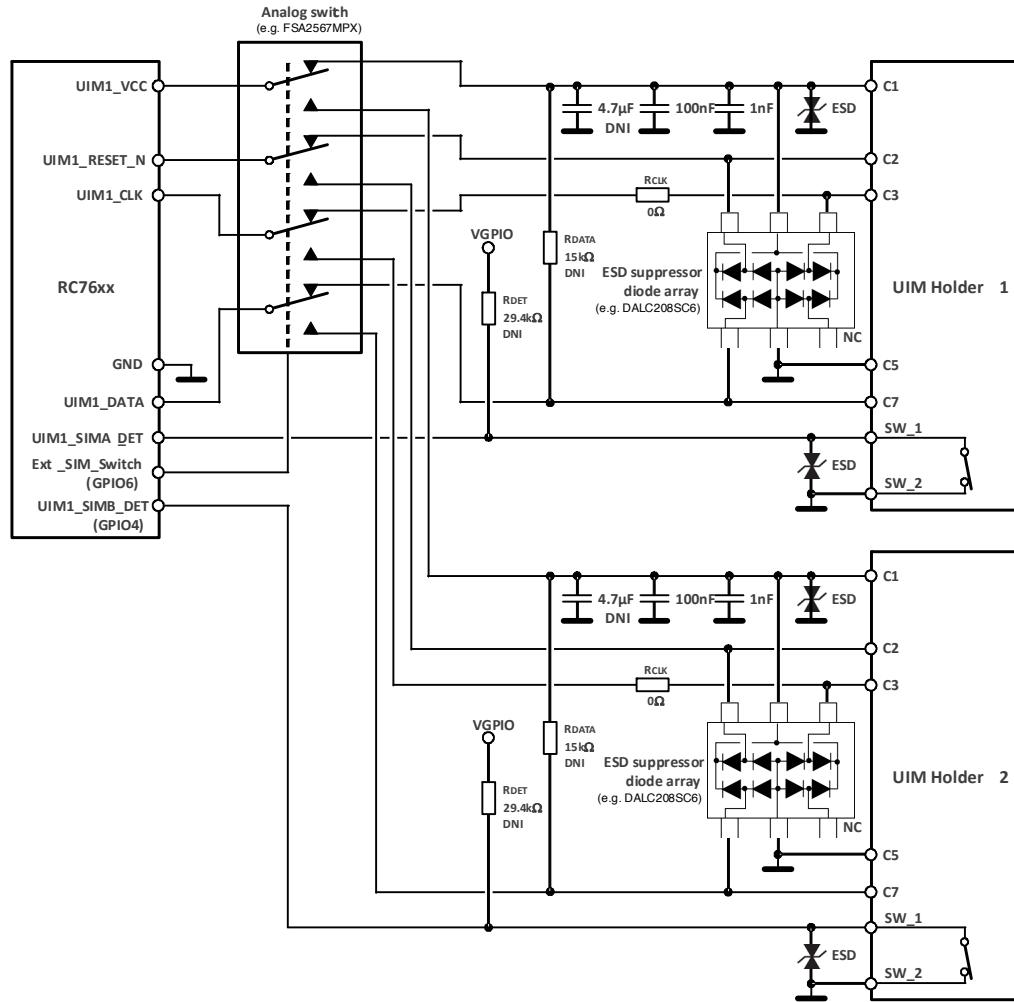 Analog switch
(e.g. FSA2567MPX)
UIM1_VCC
UIM1_RESET_N
UIM1_CLK
RC76xx
GND
UIM1_DATA
UIM1_SIMA_DET
Ext _SIM_Switch
(GPIO6)
UIM1_SIMB_DET
(GPIO4)
4.7µF
DNI
100nF
1nF
ESD
C1
C2
C3
RCLK
0Ω
VGPIO
RDATA
15kΩ
DNI
RDET
29.4kΩ
DNI
ESD suppressor
diode array
(e.g. DALC208SC6)
NC
UIM Holder 1
C5
C7
SW_1
ESD
SW_2
4.7µF
DNI
100nF
1nF
ESD
C1
C2
C3
RCLK
0Ω
VGPIO
RDATA
15kΩ
DNI
RDET
29.4kΩ
DNI
ESD suppressor
diode array
(e.g. DALC208SC6)
NC
UIM Holder 2
C5
C7
SW_1
ESD
SW_2